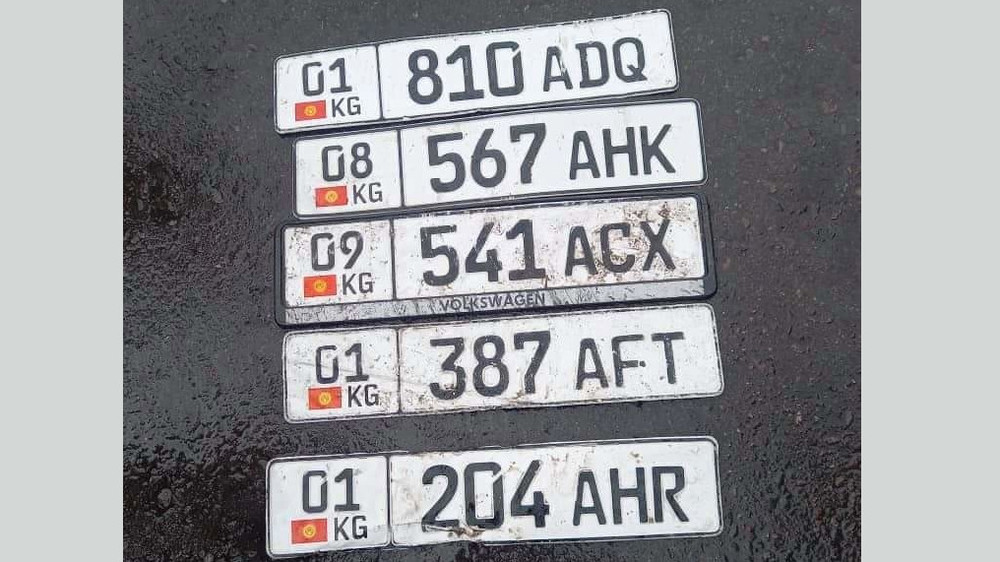 01 KG 810 ADQ
08 KG 567 AHK
09 KG 541 ACX
VOLKSWAGEN
01 KG 387 AFT
01 KG 204 AHR